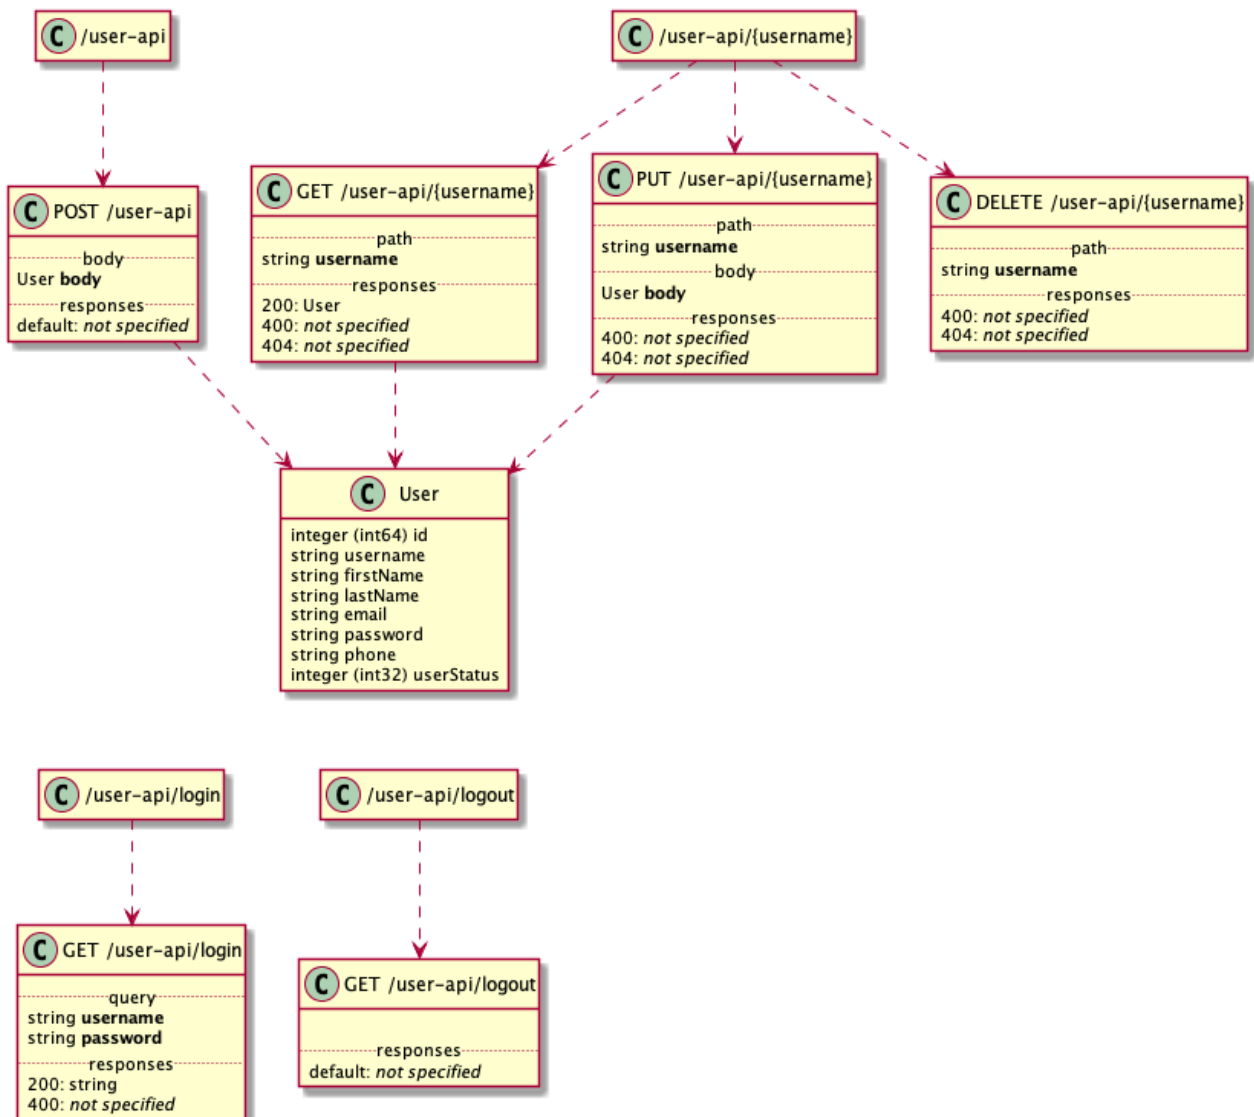 C /user-api
C /user-api/{username}
C POST /user-api
body
User body
responses
default: not specified
C GET /user-api/{username}
path
string username
responses
200: User
400: not specified
404: not specified
C PUT /user-api/{username}
path
string username
body
User body
responses
400: not specified
404: not specified
C DELETE /user-api/{username}
path
string username
responses
400: not specified
404: not specified
C User
integer (int64) id
string username
string firstName
string lastName
string email
string password
string phone
integer (int32) userStatus
C /user-api/login
C /user-api/logout
C GET /user-api/login
query
string username
string password
responses
200: string
400: not specified
C GET /user-api/logout
responses
default: not specified